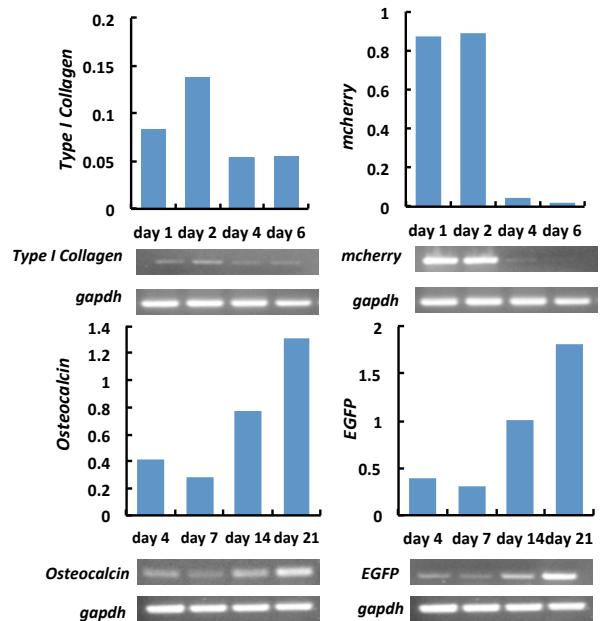 Type I Collagen
0.2
0.15
0.1
0.05
0
day 1 day 2 day 4 day 6
Type I Collagen
gapdh
mcherry
1
0.8
0.6
0.4
0.2
0
day 1 day 2 day 4 day 6
mcherry
gapdh
Osteocalcin
1.4
1.2
1
0.8
0.6
0.4
0.2
0
day 4 day 7 day 14 day 21
Osteocalcin
gapdh
EGFP
2
1.5
1
0.5
0
day 4 day 7 day 14 day 21
EGFP
gapdh